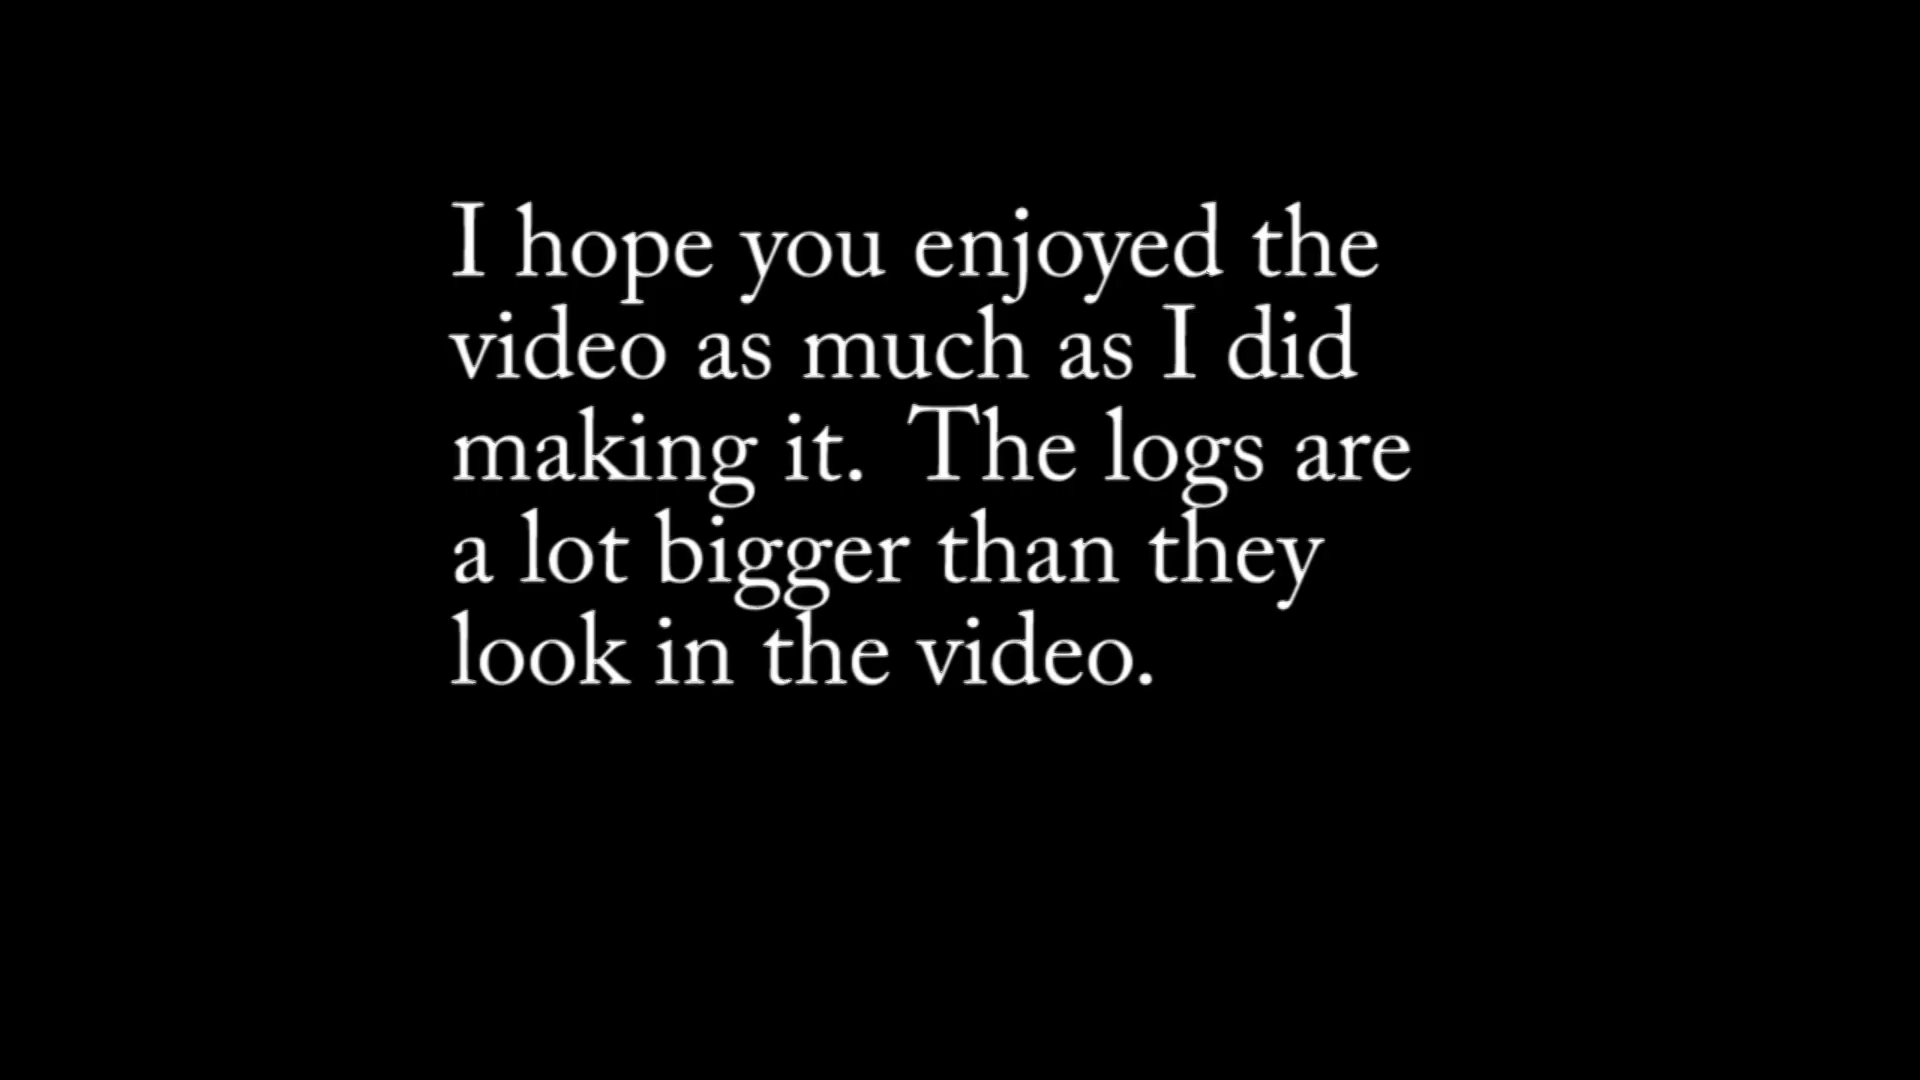 I hope you enjoyed the
video as much as I did
making it.  The logs are
a lot bigger than they
look in the video.